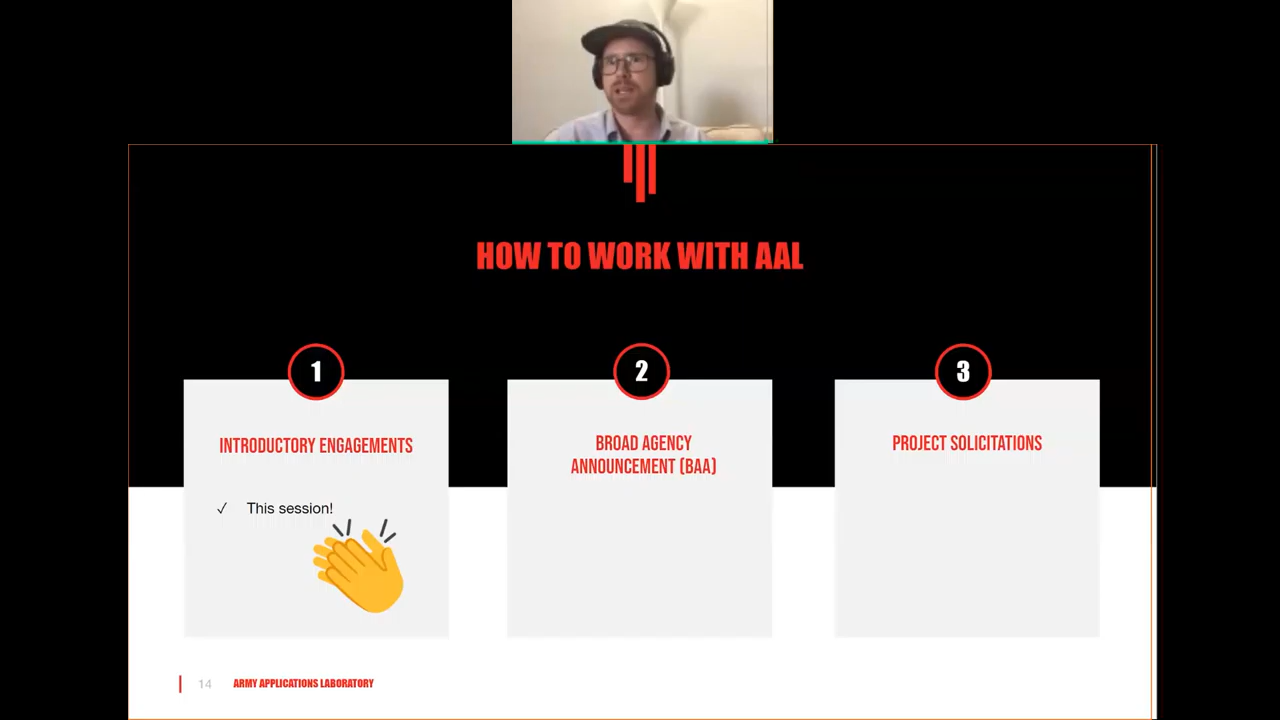 HOW TO WORK WITH AAL
1
2
3
INTRODUCTORY ENGAGEMENTS
BROAD AGENCY
ANNOUNCEMENT (BAA)
PROJECT SOLICITATIONS
✓ This session!
14 ARMY APPLICATIONS LABORATORY